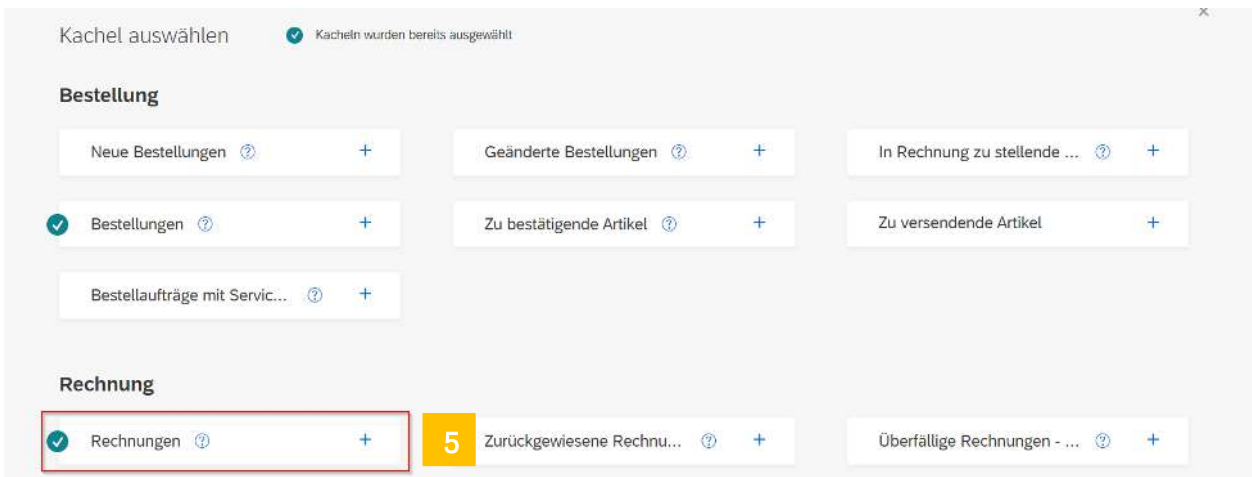 ×
Kachel auswählen Kacheln wurden bereits ausgewählt
Bestellung
Neue Bestellungen ? + Geänderte Bestellungen ? + In Rechnung zu stellende ... ? +
Bestellungen ? + Zu bestätigende Artikel ? + Zu versendende Artikel +
Bestellaufträge mit Servic... ? +
Rechnung
Rechnungen ? + 5 Zurückgewiesene Rechnu... ? + Überfällige Rechnungen - ... ? +